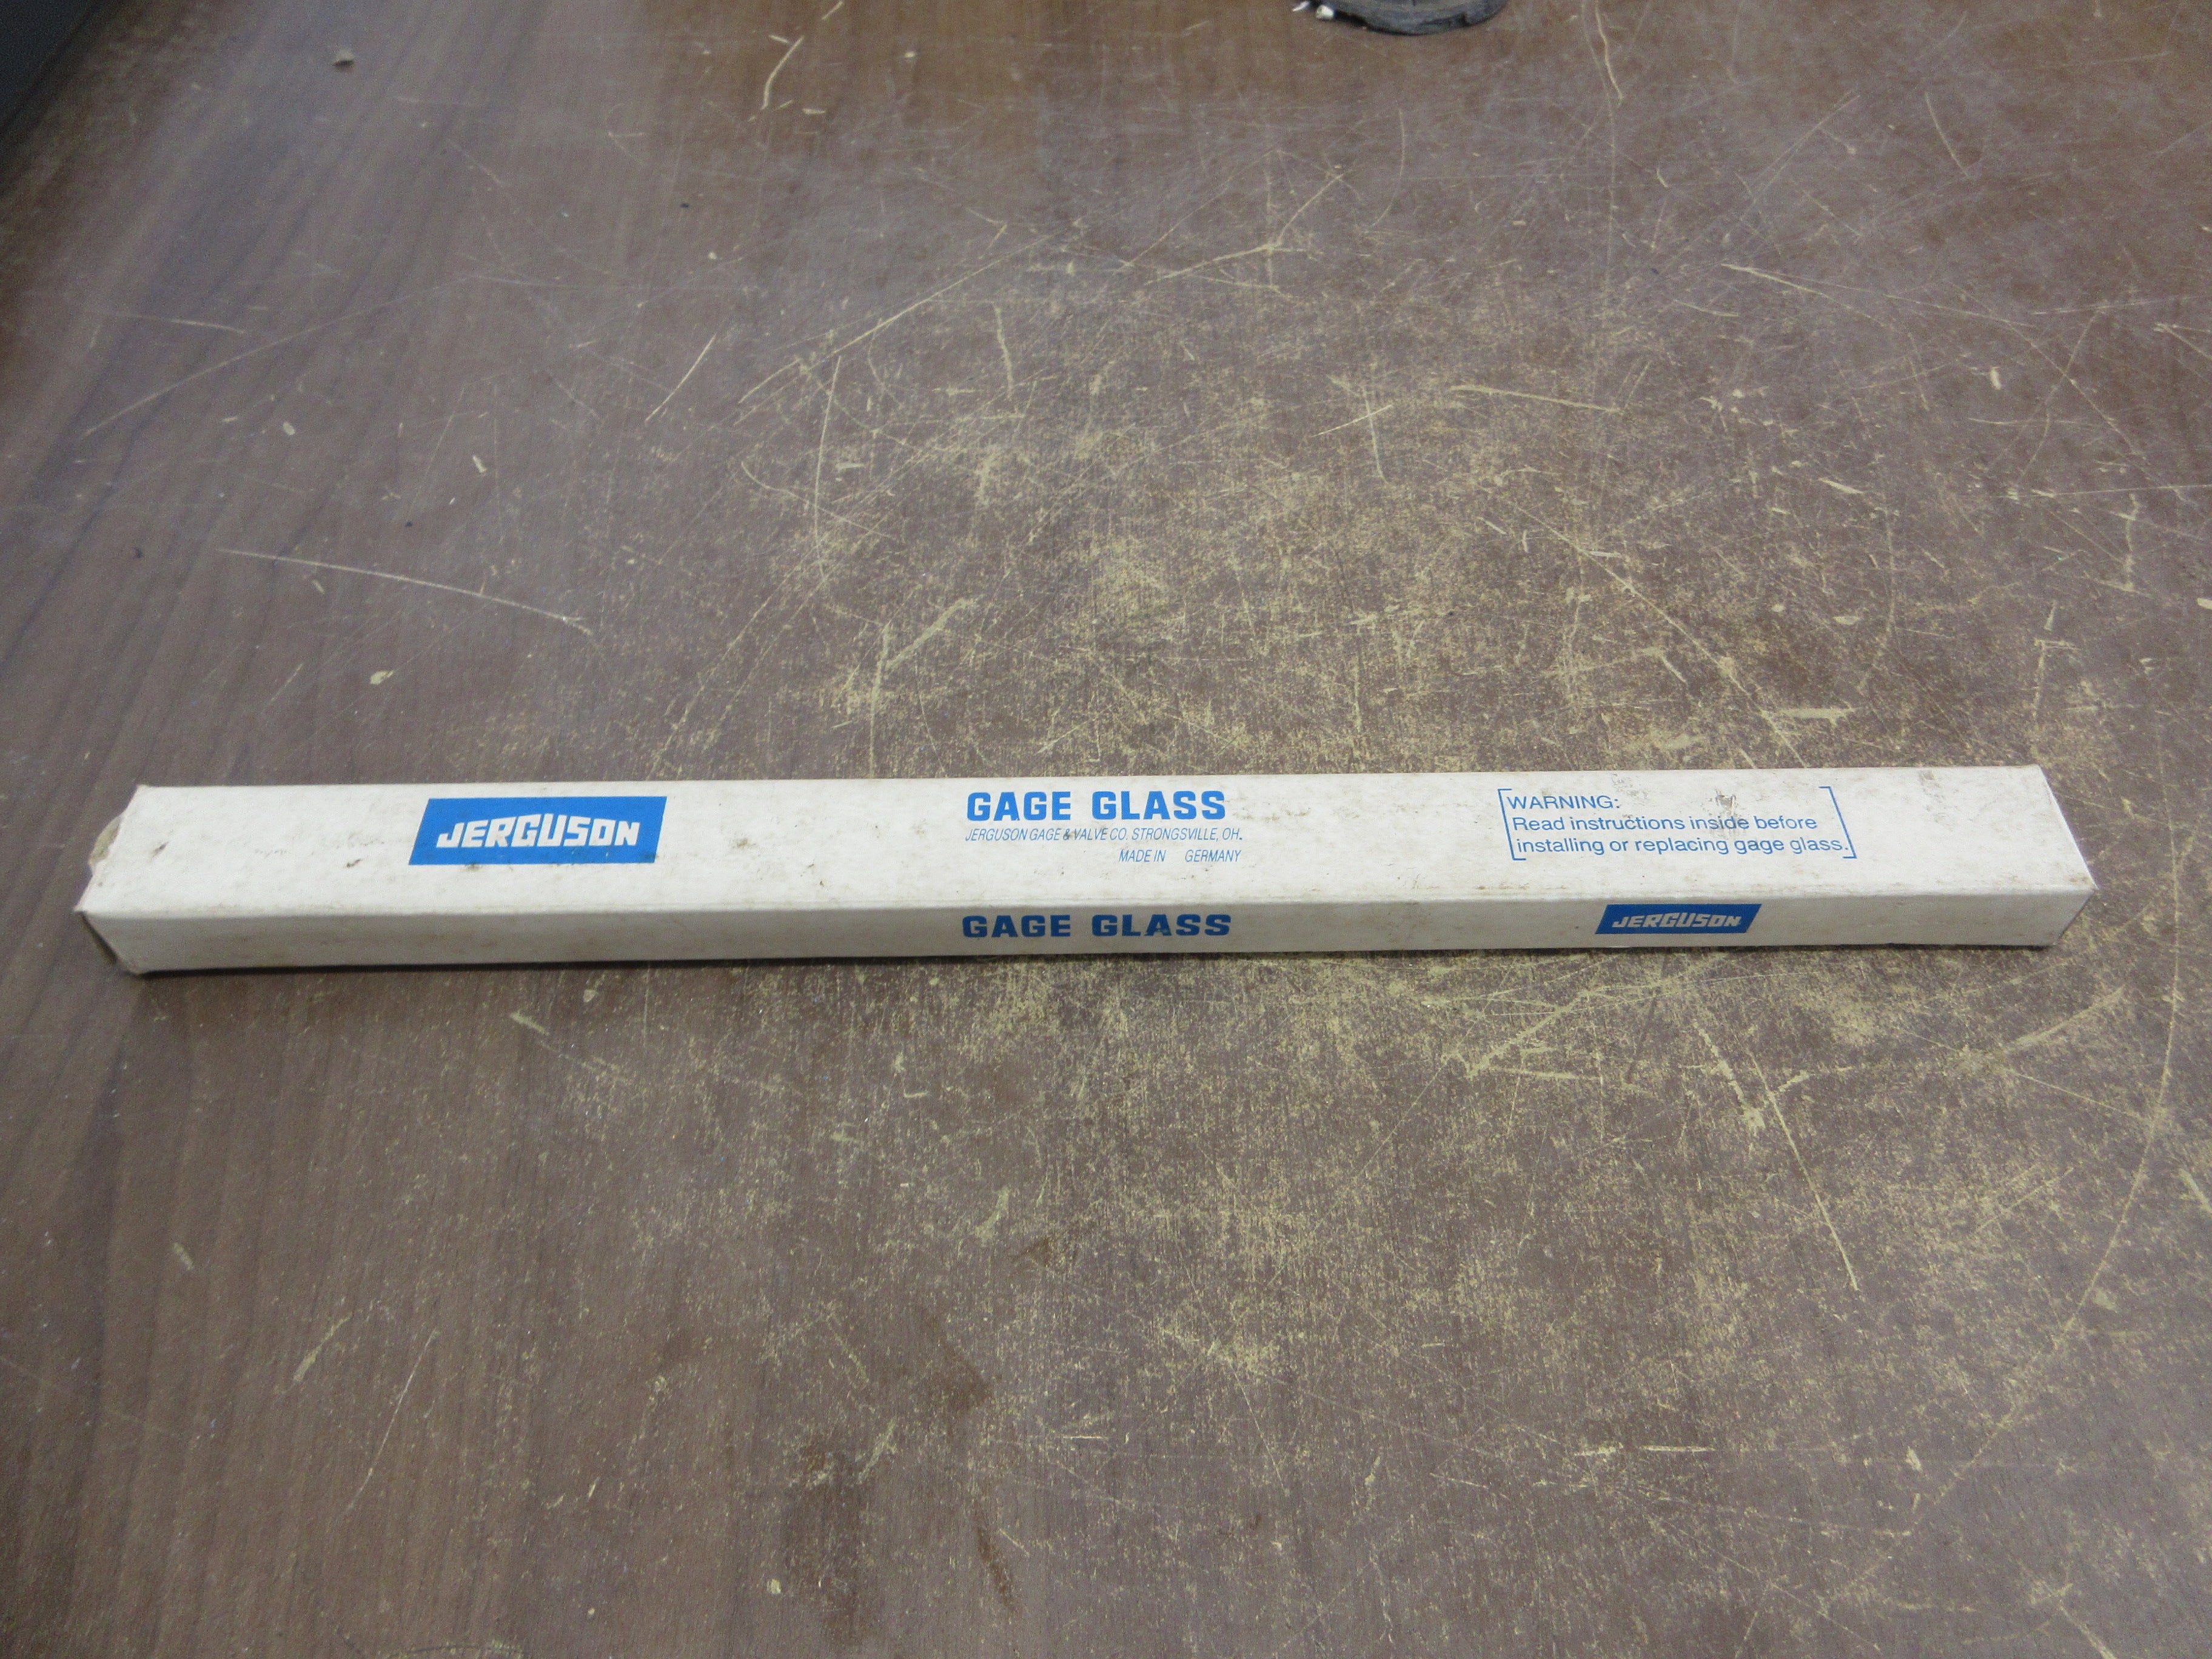 JERGUSON
GAGE GLASS
JERGUSON GAGE & VALVE CO. STRONGSVILLE, OH.
MADE IN GERMANY
WARNING:
Read instructions inside before
installing or replacing gage glass.
GAGE GLASS
JERGUSON